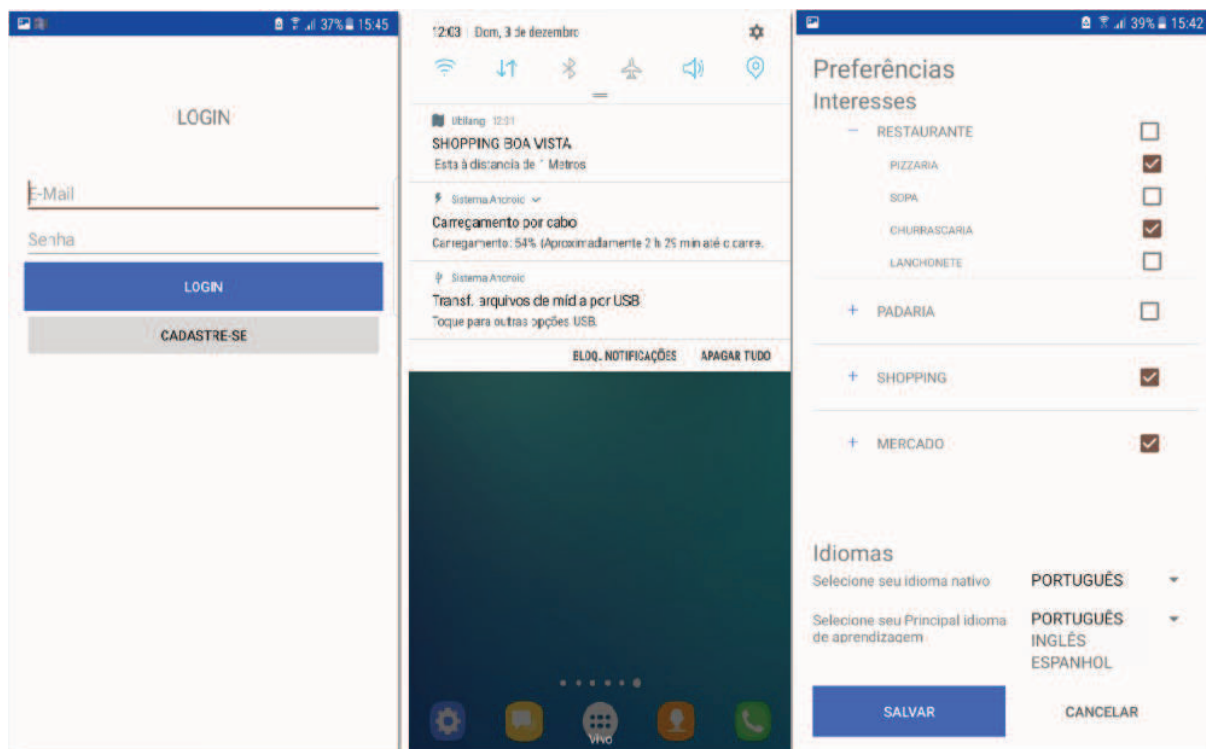 37% 15:45
LOGIN
E-Mail
Senha
LOGIN
CADASTRE-SE
12:03 Dom, 3 de dezembro
Ubilang 12:01
SHOPPING BOA VISTA
Esta à distancia de 1 Metros
Sistema Android
Carregamento por cabo
Carregamento: 54% (Aproximadamente 2 h 25 min até o carre.
Sistema Android
Transf. arquivos de mídia por USB
Toque para outras opções USB.
BLOQ. NOTIFICAÇÕES APAGAR TUDO
Vivo
39% 15:42
Preferências
Interesses
− RESTAURANTE
PIZZARIA
SOPA
CHURRASCARIA
LANCHONETE
+ PADARIA
+ SHOPPING
+ MERCADO
Idiomas
Selecione seu idioma nativo PORTUGUÊS
Selecione seu Principal idioma PORTUGUÊS
de aprendizagem INGLÊS
ESPANHOL
SALVAR CANCELAR